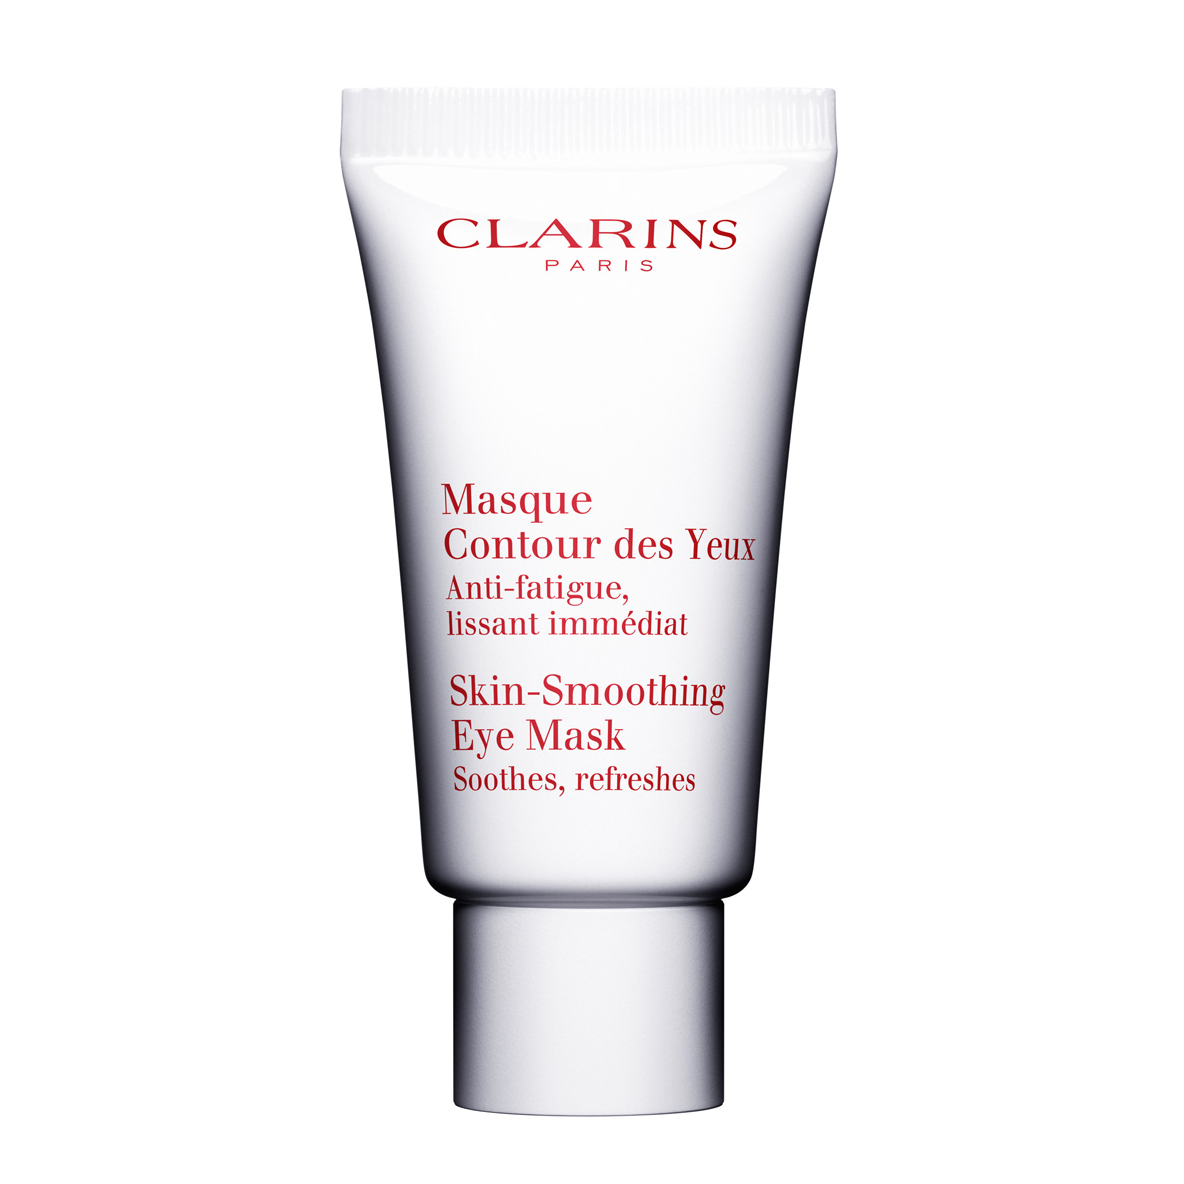 CLARINS
PARIS
Masque
Contour des Yeux
Anti-fatigue,
lissant immédiat
Skin-Smoothing
Eye Mask
Soothes, refreshes